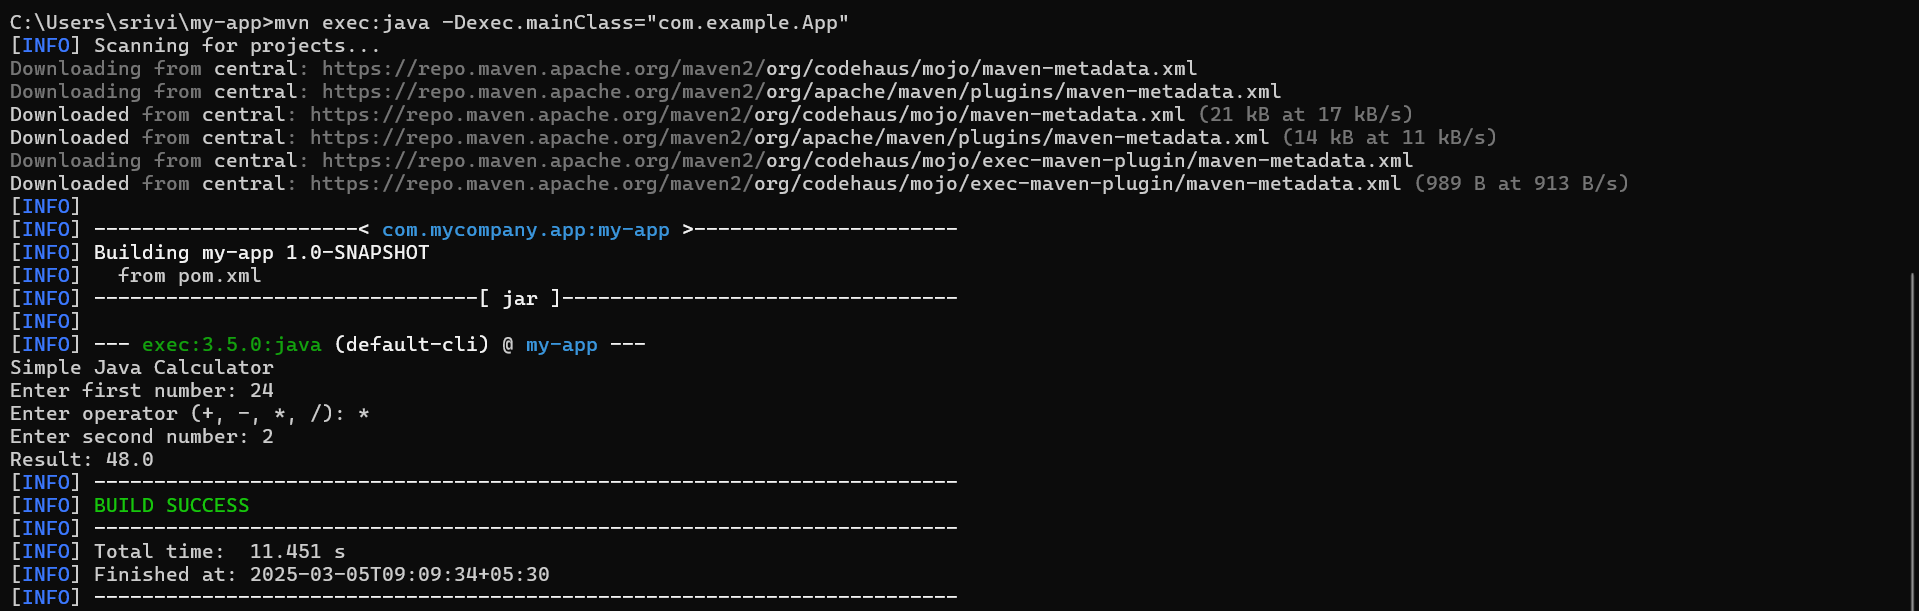 C:\Users\srivi\my-app>mvn exec:java -Dexec.mainClass="com.example.App"
[INFO] Scanning for projects...
Downloading from central: https://repo.maven.apache.org/maven2/org/codehaus/mojo/maven-metadata.xml
Downloading from central: https://repo.maven.apache.org/maven2/org/apache/maven/plugins/maven-metadata.xml
Downloaded from central: https://repo.maven.apache.org/maven2/org/codehaus/mojo/maven-metadata.xml (21 kB at 17 kB/s)
Downloaded from central: https://repo.maven.apache.org/maven2/org/apache/maven/plugins/maven-metadata.xml (14 kB at 11 kB/s)
Downloading from central: https://repo.maven.apache.org/maven2/org/codehaus/mojo/exec-maven-plugin/maven-metadata.xml
Downloaded from central: https://repo.maven.apache.org/maven2/org/codehaus/mojo/exec-maven-plugin/maven-metadata.xml (989 B at 913 B/s)
[INFO]
[INFO] ----------------------< com.mycompany.app:my-app >----------------------
[INFO] Building my-app 1.0-SNAPSHOT
[INFO]   from pom.xml
[INFO] --------------------------------[ jar ]---------------------------------
[INFO]
[INFO] --- exec:3.5.0:java (default-cli) @ my-app ---
Simple Java Calculator
Enter first number: 24
Enter operator (+, -, *, /): *
Enter second number: 2
Result: 48.0
[INFO] ------------------------------------------------------------------------
[INFO] BUILD SUCCESS
[INFO] ------------------------------------------------------------------------
[INFO] Total time:  11.451 s
[INFO] Finished at: 2025-03-05T09:09:34+05:30
[INFO] ------------------------------------------------------------------------